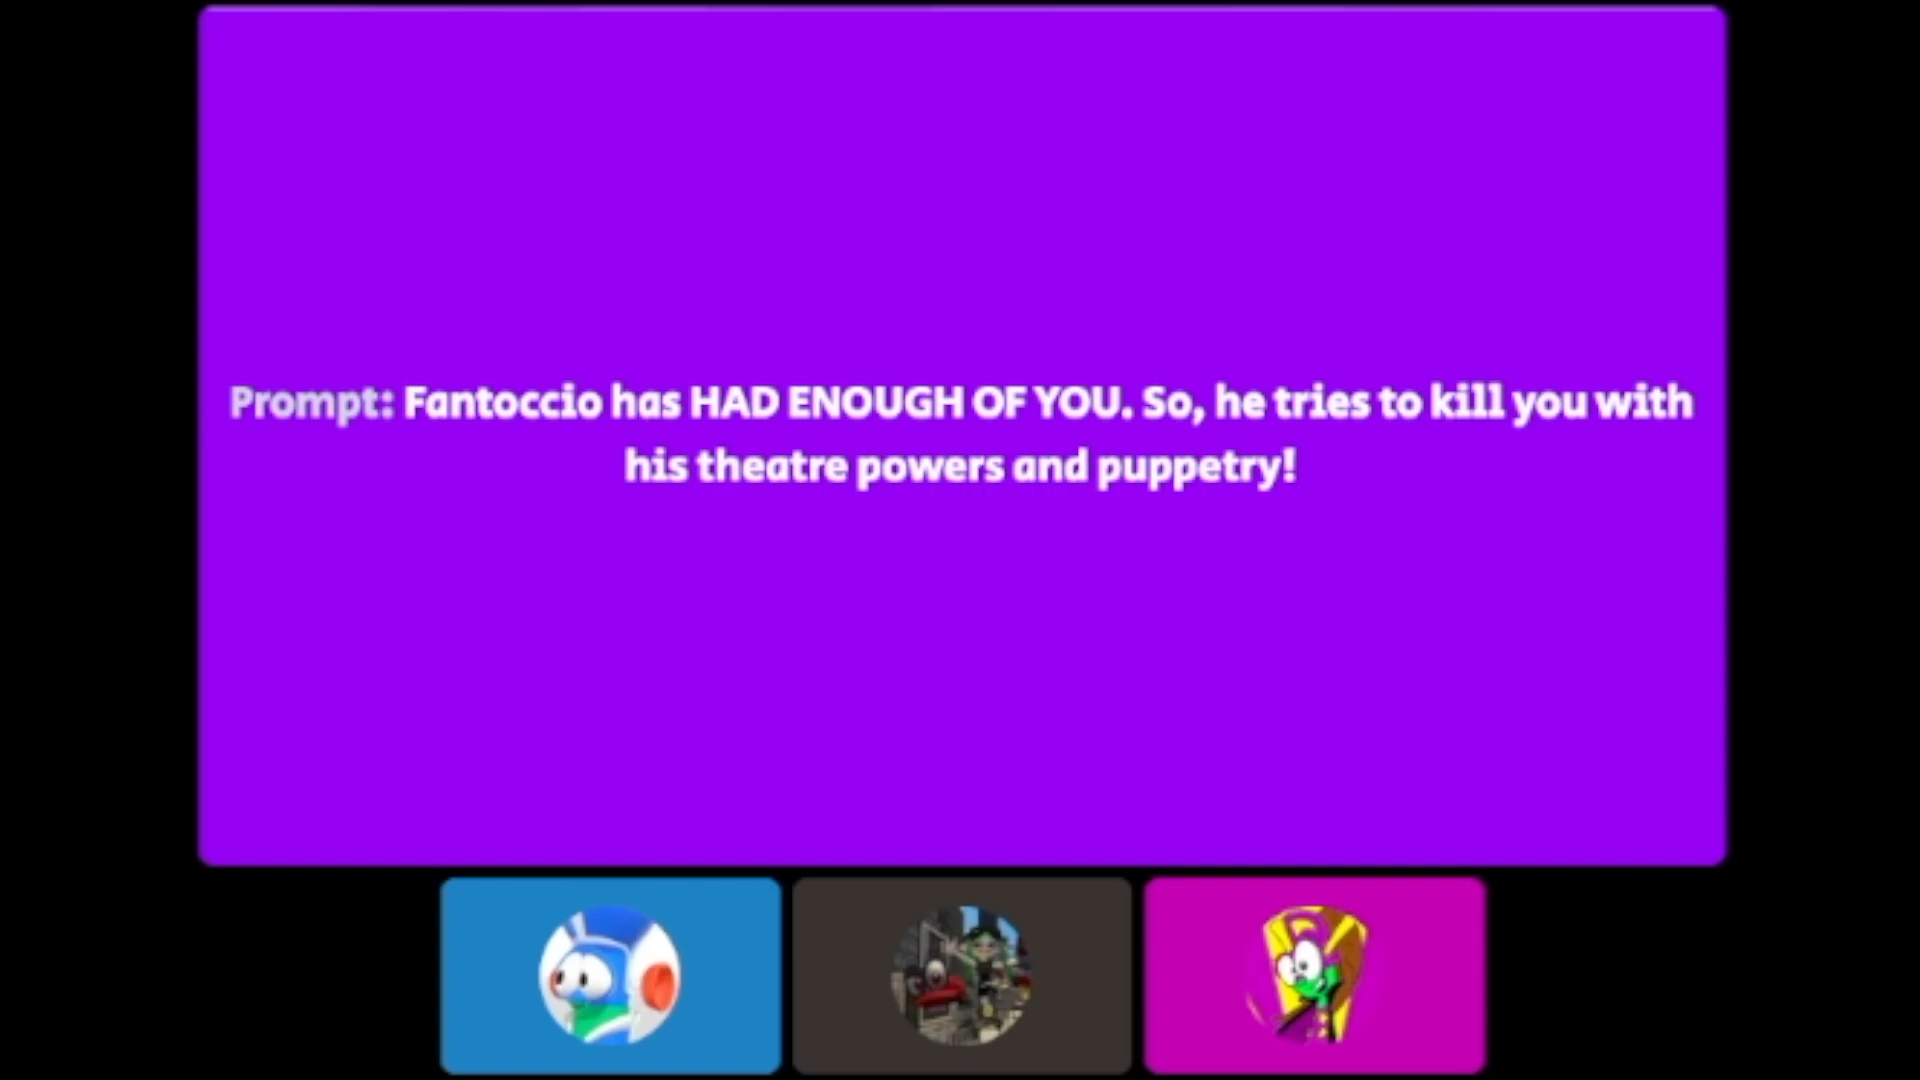 Prompt: Fantoccio has HAD ENOUGH OF YOU. So, he tries to kill you with
his theatre powers and puppetry!